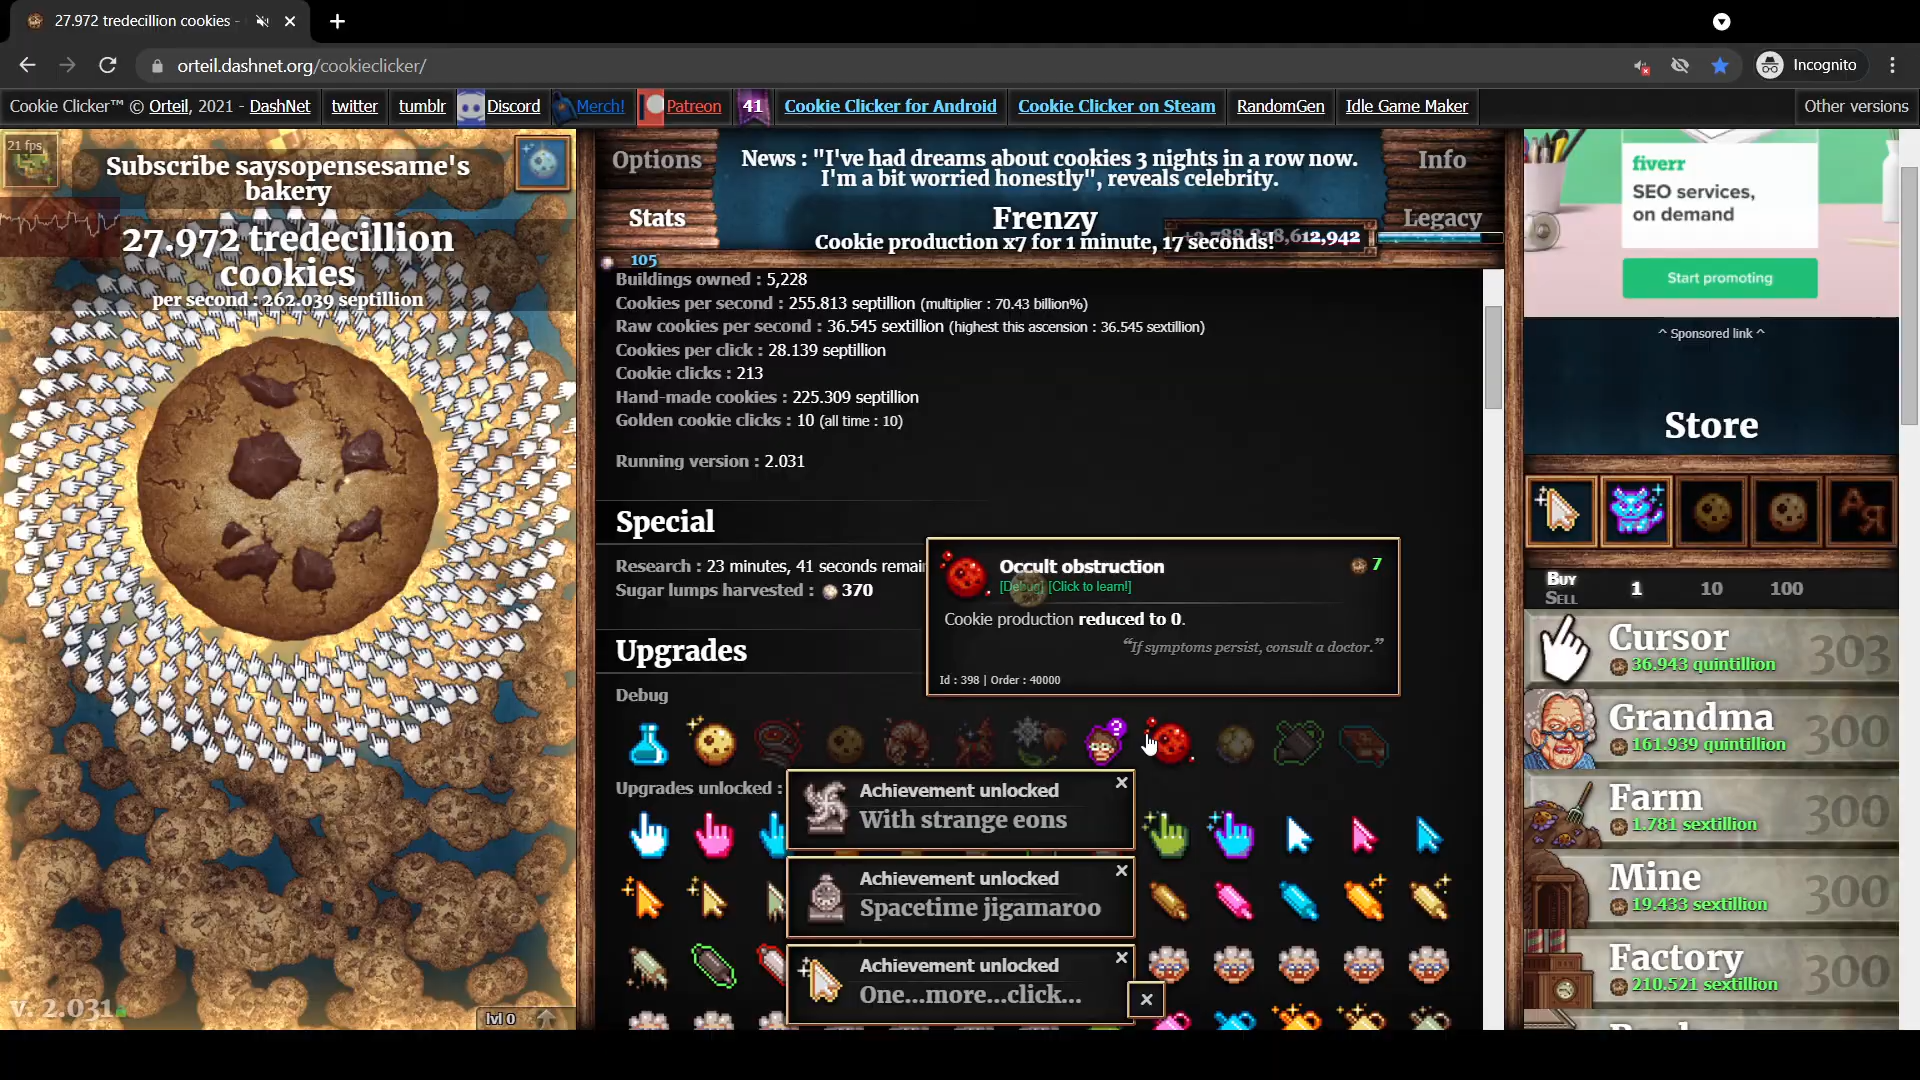 27.972 tredecillion cookies -
orteil.dashnet.org/cookieclicker/
Incognito
Cookie Clicker™ © Orteil, 2021 - DashNet
twitter
tumblr
Discord
Merch!
Patreon
41
Cookie Clicker for Android
Cookie Clicker on Steam
RandomGen
Idle Game Maker
Other versions
21 fps
Subscribe saysopensesame's
bakery
27.972 tredecillion
cookies
per second : 262.039 septillion
v. 2.031
lvl 0
Options
Stats
News : "I've had dreams about cookies 3 nights in a row now.
I'm a bit worried honestly", reveals celebrity.
Info
Legacy
Frenzy
Cookie production x7 for 1 minute, 17 seconds!
105
Buildings owned : 5,228
Cookies per second : 255.813 septillion (multiplier : 70.43 billion%)
Raw cookies per second : 36.545 sextillion (highest this ascension : 36.545 sextillion)
Cookies per click : 28.139 septillion
Cookie clicks : 213
Hand-made cookies : 225.309 septillion
Golden cookie clicks : 10 (all time : 10)
Running version : 2.031
Special
Research : 23 minutes, 41 seconds
Sugar lumps harvested : 370
Occult obstruction
7
[Debug] [Click to learn!]
Cookie production reduced to 0.
“If symptoms persist, consult a doctor.”
Id : 398 | Order : 40000
Upgrades
Debug
Upgrades unlocked :
Achievement unlocked
With strange eons
Achievement unlocked
Spacetime jigamaroo
Achievement unlocked
One...more...click...
fiverr
SEO services,
on demand
Start promoting
^ Sponsored link ^
Store
Buy
Sell
1
10
100
Cursor
36.943 quintillion
303
Grandma
161.939 quintillion
300
Farm
1.781 sextillion
300
Mine
19.433 sextillion
300
Factory
210.521 sextillion
300